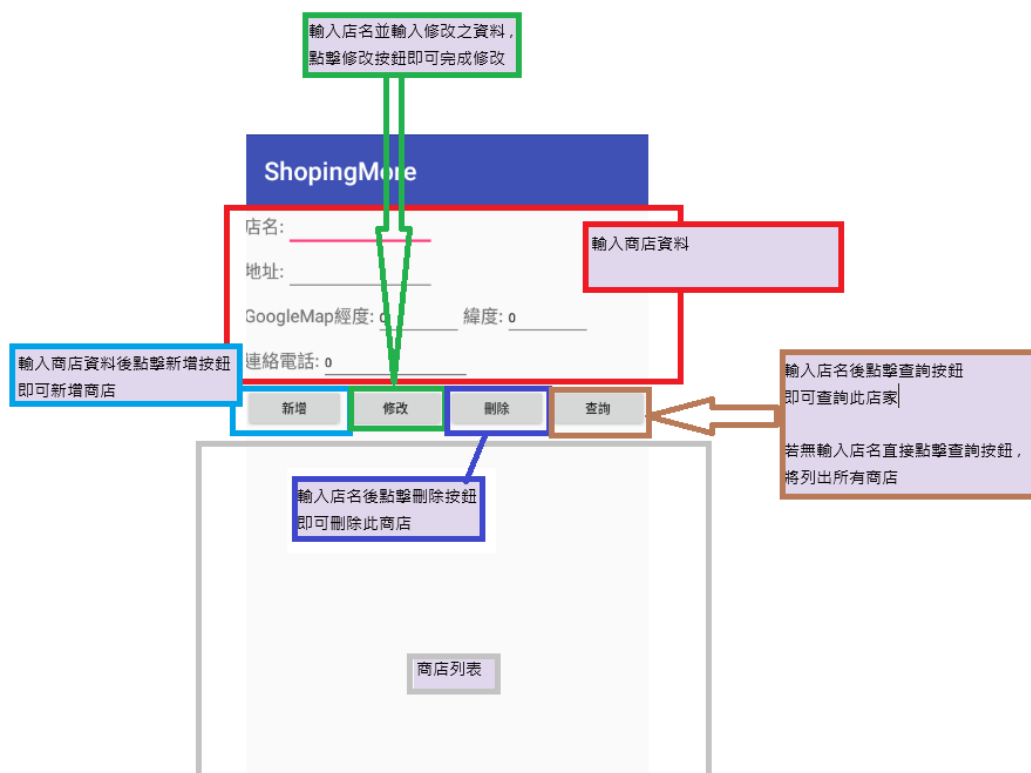 輸入店名並輸入修改之資料,
點擊修改按鈕即可完成修改
ShopingMore
店名:
輸入商店資料
地址:
GoogleMap經度: 0 緯度: 0
輸入商店資料後點擊新增按鈕
即可新增商店
連絡電話: 0
輸入店名後點擊查詢按鈕
即可查詢此店家
新增 修改 刪除 查詢
若無輸入店名直接點擊查詢按鈕,
將列出所有商店
輸入店名後點擊刪除按鈕
即可刪除此商店
商店列表